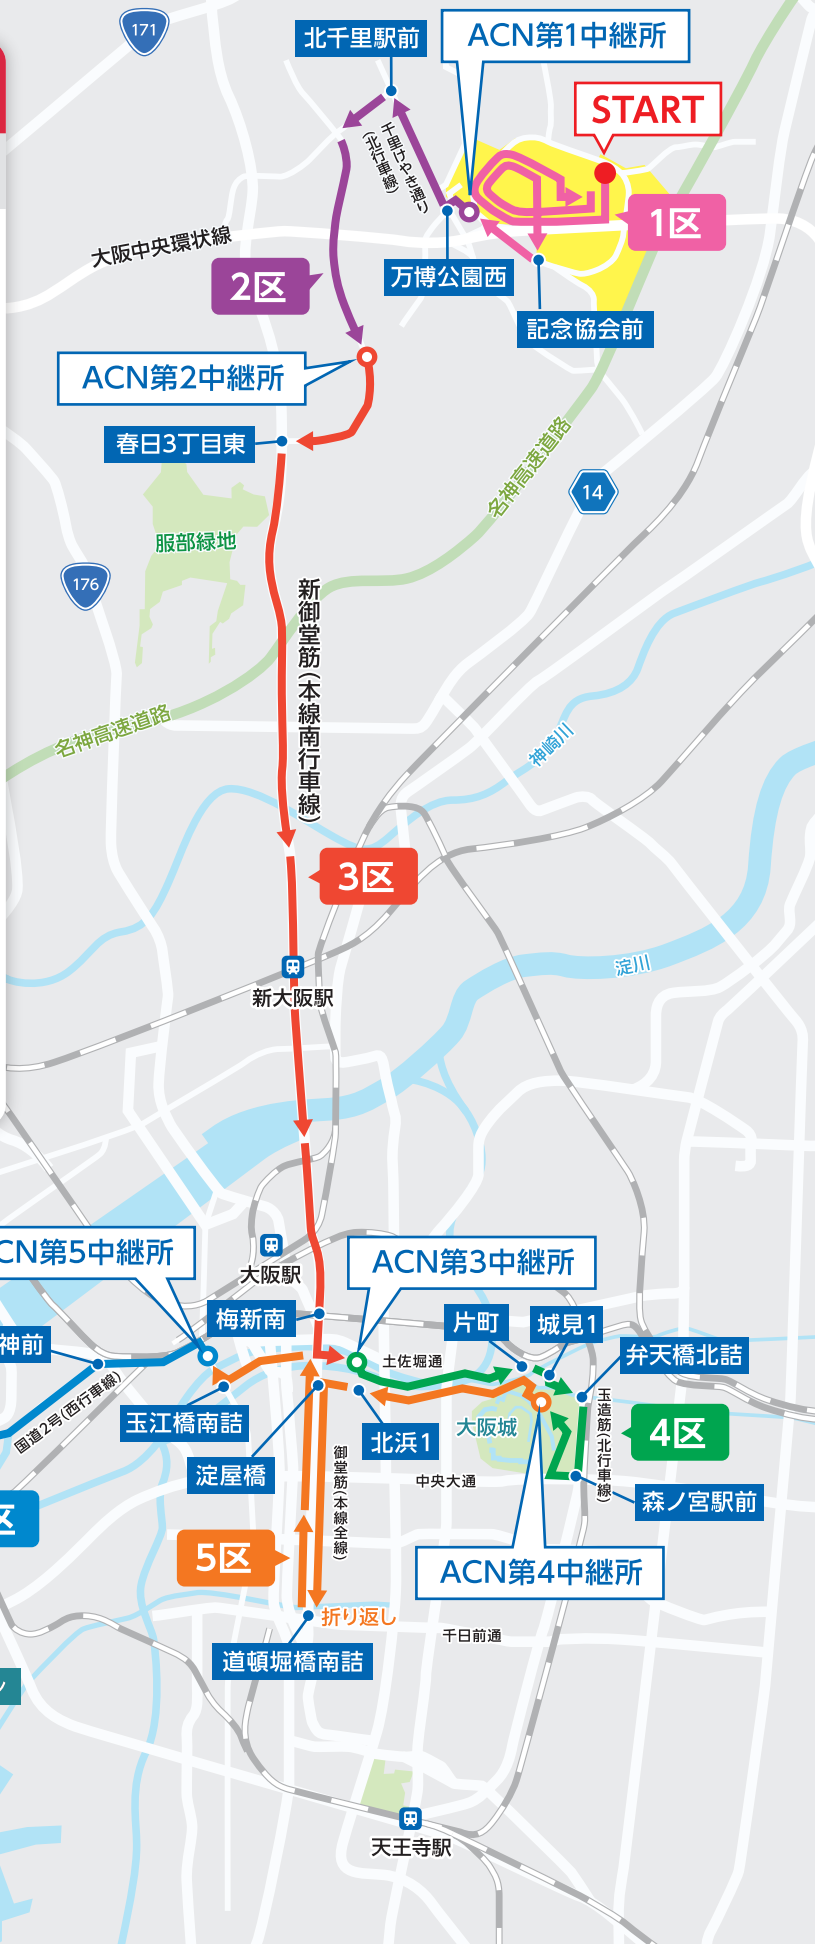 171
北千里駅前
ACN第1中継所
START
千里けやき通り
(北行車線)
1区
大阪中央環状線
2区
万博公園西
記念協会前
ACN第2中継所
春日3丁目東
名神高速道路
14
服部緑地
176
新御堂筋(本線南行車線)
名神高速道路
神崎川
3区
淀川
新大阪駅
CN第5中継所
大阪駅
ACN第3中継所
梅新南
片町
城見1
神前
土佐堀通
弁天橋北詰
国道2号(西行車線)
玉江橋南詰
北浜1
大阪城
玉造筋(北行車線)
4区
淀屋橋
御堂筋(本線全線)
中央大通
森ノ宮駅前
区
5区
ACN第4中継所
折り返し
道頓堀橋南詰
千日前通
天王寺駅